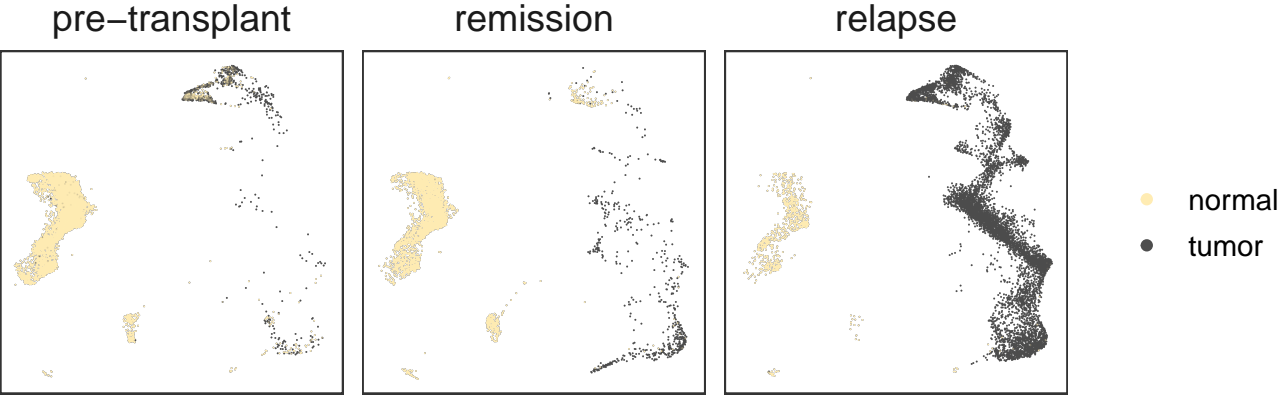 pre−transplant
remission
relapse
normal
tumor